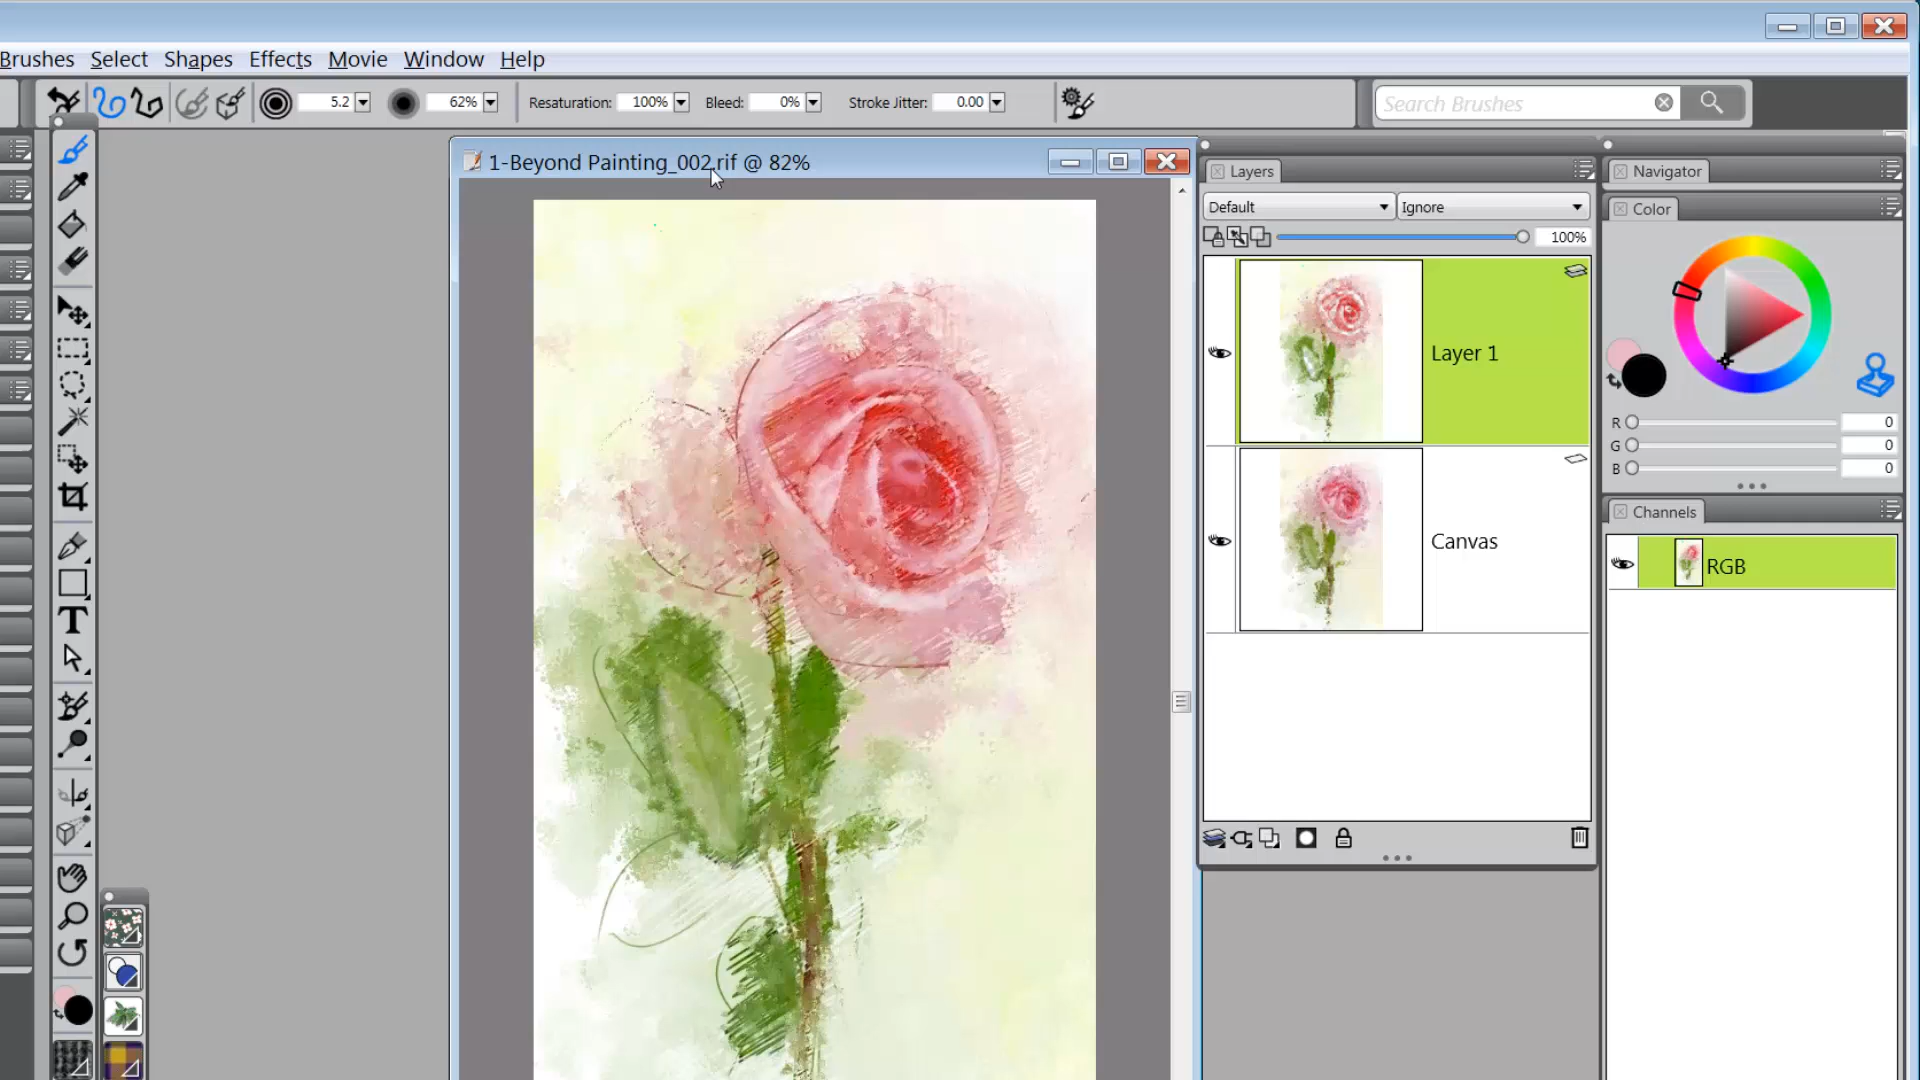 Brushes Select Shapes Effects Movie Window Help
5.2 62% Resaturation: 100% Bleed: 0% Stroke Jitter: 0.00 Search Brushes
1-Beyond Painting_002.rif @ 82%
Layers
Default Ignore
100%
Layer 1
Canvas
Navigator
Color
R 0
G 0
B 0
Channels
RGB
T